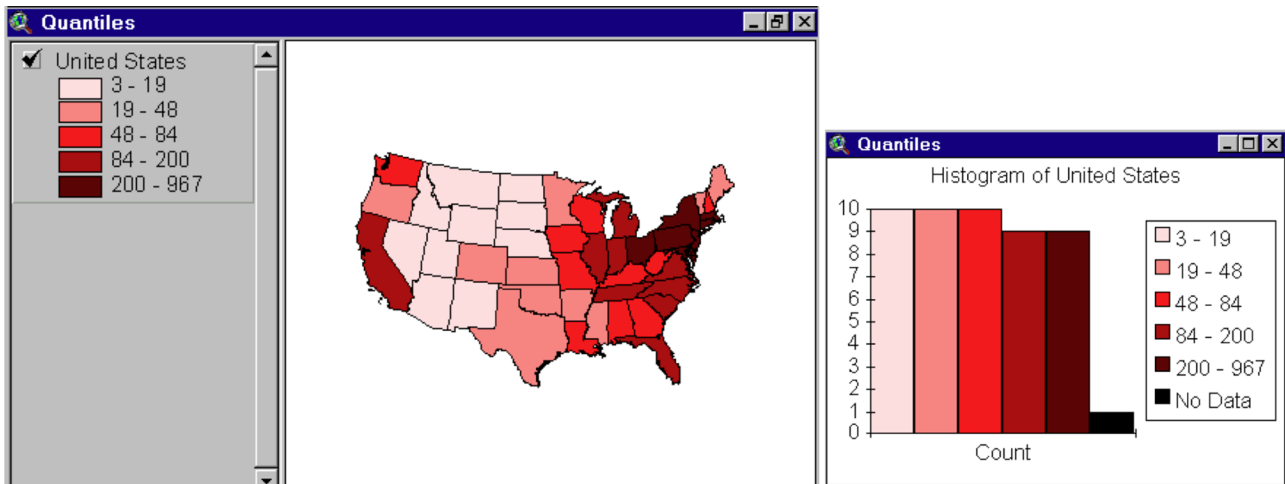 Quantiles
United States
3 - 19
19 - 48
48 - 84
84 - 200
200 - 967
Quantiles
Histogram of United States
10
9
8
7
6
5
4
3
2
1
0
Count
3 - 19
19 - 48
48 - 84
84 - 200
200 - 967
No Data